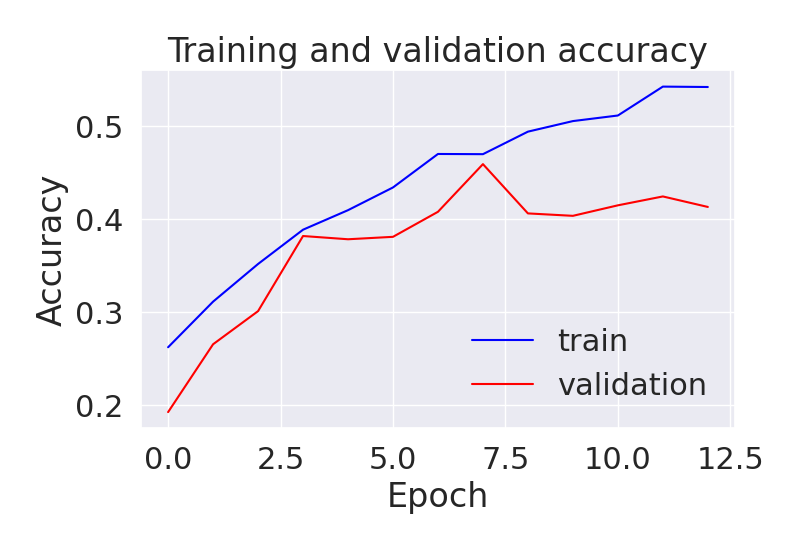 Training and validation accuracy
Accuracy
0.5
0.4
0.3
0.2
train
validation
0.0 2.5 5.0 7.5 10.0 12.5
Epoch